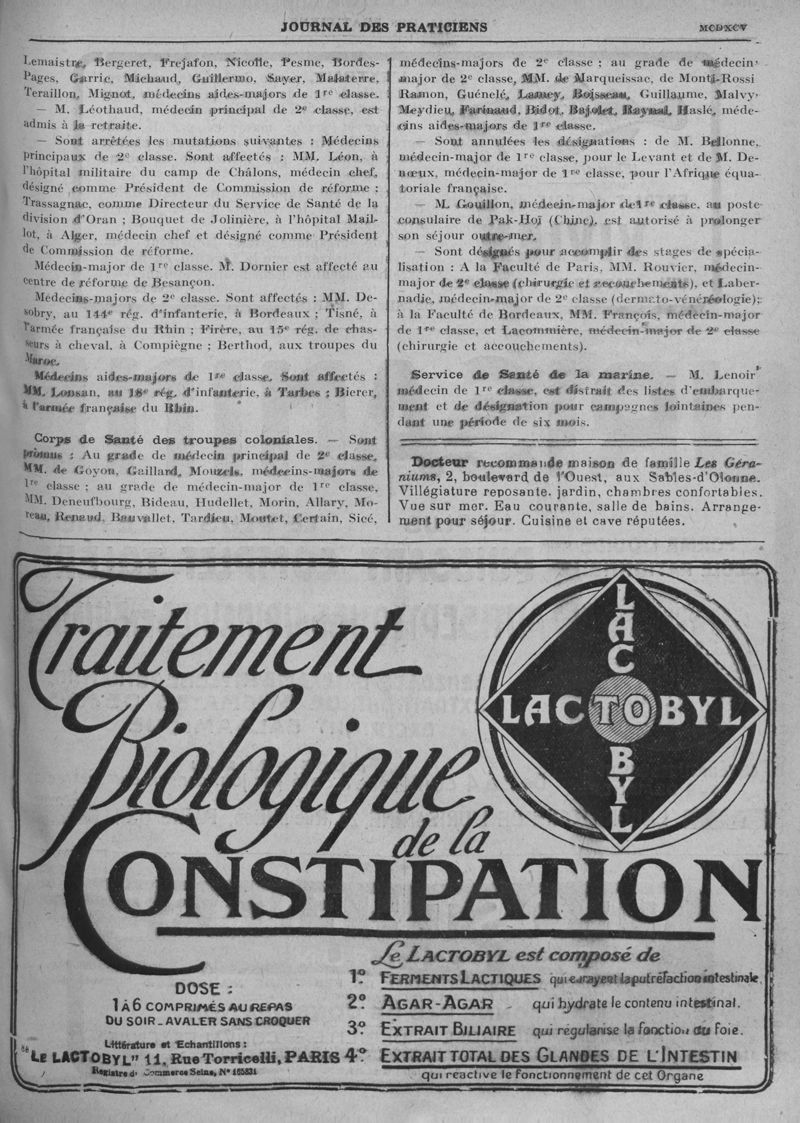 JOURNAL DES PRATICIENS
MCDXCV
Lemaistre, Bergeret, Frejafon, Nicolle, Pesme, Bordes-
Pages, Garric, Michaud, Guillermo, Sayer, Malaterre,
Teraillon, Mignot, médecins aides-majors de 1re classe.
— M. Léothaud, médecin principal de 2e classe, est
admis à la retraite.
— Sont arrêtées les mutations suivantes : Médecins
principaux de 2e classe. Sont affectés : MM. Léon, à
l'hôpital militaire du camp de Châlons, médecin chef,
désigné comme Président de Commission de réforme ;
Trassagnac, comme Directeur du Service de Santé de la
division d'Oran ; Bouquet de Jolinière, à l'hôpital Mail-
lot, à Alger, médecin chef et désigné comme Président
de Commission de réforme.
Médecin-major de 1re classe. M. Dornier est affecté au
centre de réforme de Besançon.
Medecins-majors de 2e classe. Sont affectés : MM. De-
sobry, au 144e rég. d'infanterie, à Bordeaux ; Tisné, à
l'armée française du Rhin ; Firère, au 15e rég. de chas-
seurs à cheval, à Compiègne ; Berthod, aux troupes du
Maroc.
Médecins aides-majors de 1re classe. Sont affectés :
MM. Lonsan, au 18e rég. d'infanterie, à Tarbes ; Bierer,
à l'armée française du Rhin.
Corps de Santé des troupes coloniales. — Sont
promus : Au grade de médecin principal de 2e classe,
MM. de Goyon, Gaillard, Mouzels, médecins-majors de
1re classe ; au grade de médecin-major de 1re classe,
MM. Deneufbourg, Bideau, Hudellet, Morin, Allary, Mo-
reau, Renaud, Bauvallet, Tardieu, Moutet, Certain, Sicé,
médecins-majors de 2e classe ; au grade de médecin-
major de 2e classe, MM. de Marqueissac, de Monti-Rossi
Ramon, Guénelé, Lamey, Boisseau, Guillaume, Malvy-
Meydieu, Farinaud, Bidot, Bajolet, Raynal, Haslé, méde-
cins aides-majors de 1re classe.
— Sont annulées les désignations : de M. Bellonne,
médecin-major de 1re classe, pour le Levant et M. De-
nœux, médecin-major de 1re classe, pour l'Afrique équa-
toriale française.
— M. Gouillon, médecin-major de 1re classe, au poste
consulaire de Pak-Hoï (Chine), est autorisé à prolonger
son séjour outre-mer.
— Sont désignés pour accomplir des stages de spécia-
lisation : A la Faculté de Paris, MM. Rouvier, médecin-
major de 2e classe (chirurgie et accouchements), et Laber-
nadie, médecin-major de 2e classe (dermato-vénéréologie);
à la Faculté de Bordeaux, MM. François, médecin-major
de 1re classe, et Lacommière, médecin-major de 2e classe
(chirurgie et accouchements).
Service de Santé de la marine. — M. Lenoir
médecin de 1re classe, est distrait des listes d'embarque-
ment et de désignation pour campagnes lointaines pen-
dant une période de six mois.
Docteur recommande maison de famille Les Géra-
niums, 2, boulevard de l'Ouest, aux Sables-d'Olonne.
Villégiature reposante, jardin, chambres confortables.
Vue sur mer. Eau courante, salle de bains. Arrange-
ment pour séjour. Cuisine et cave réputées.
Traitement
Biologique
de la
CONSTIPATION
LACTOBYL
LACTOBYL
Le LACTOBYL est composé de
1º. FERMENTS LACTIQUES qui enrayent la putréfaction intestinale.
2º. AGAR-AGAR - qui hydrate le contenu intestinal.
3º. EXTRAIT BILIAIRE qui régularise la fonction du foie.
4º. EXTRAIT TOTAL DES GLANDES DE L'INTESTIN
qui réactive le fonctionnement de cet Organe
DOSE :
1 À 6 COMPRIMÉS AU REPAS
DU SOIR - AVALER SANS CROQUER
Littérature et Echantillons :
"LE LACTOBYL" 11, Rue Torricelli, PARIS
Registre du Commerce Seine, Nº 165831